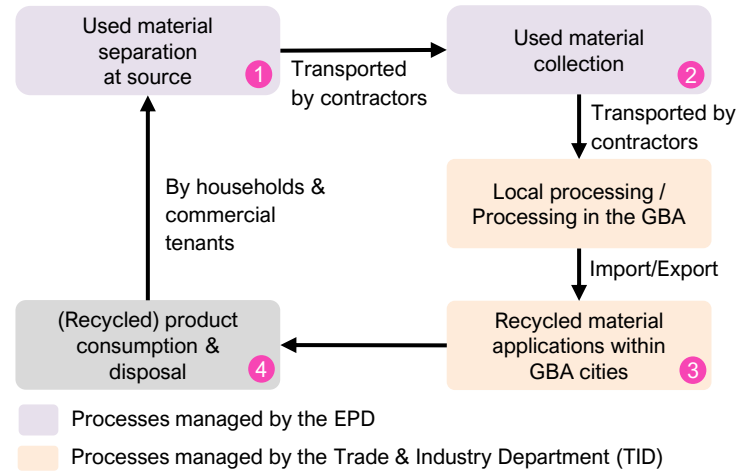 Used material
separation
at source
1
Transported
by contractors
Used material
collection
2
Transported by
contractors
Local processing /
Processing in the GBA
Import/Export
Recycled material
applications within
GBA cities
3
(Recycled) product
consumption &
disposal
4
By households &
commercial
tenants
Processes managed by the EPD
Processes managed by the Trade & Industry Department (TID)